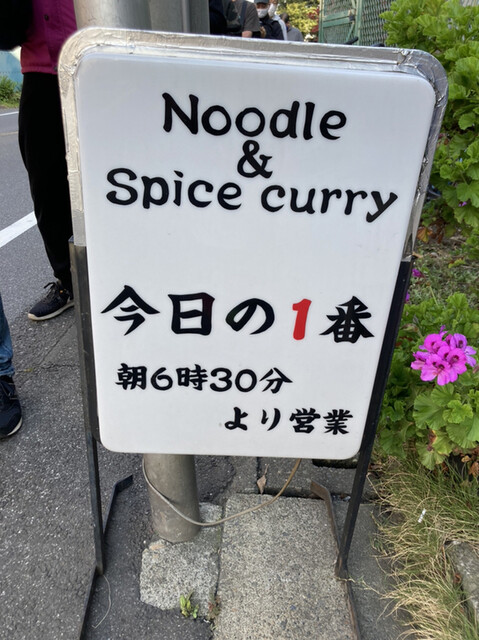 Noodle
&
Spice curry
今日の1番
朝6時30分
より営業